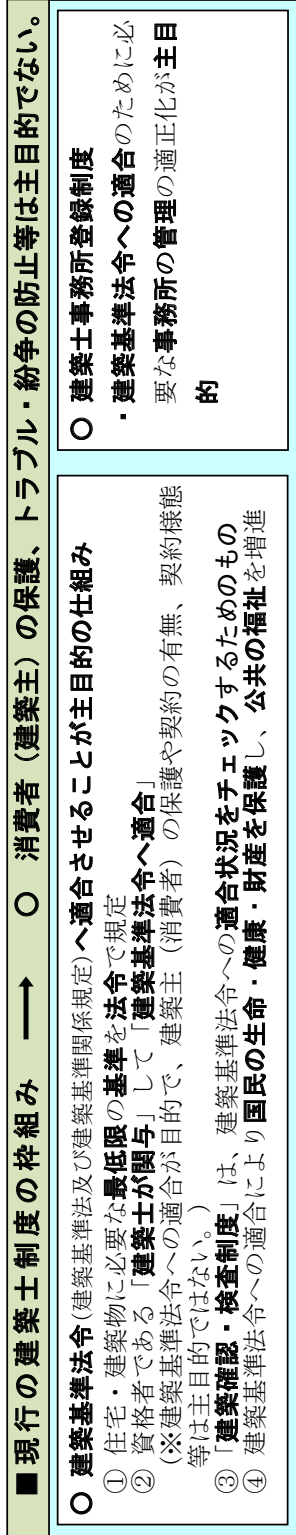 ■現行の建築士制度の枠組み → ○ 消費者（建築主）の保護、トラブル・紛争の防止等は主目的でない。
○ 建築基準法令(建築基準法及び建築基準関係規定)へ適合させることが主目的の仕組み
① 住宅・建築物に必要な最低限の基準を法令で規定
② 資格者である「建築士が関与」して「建築基準法令へ適合」
(※建築基準法令への適合が目的で、建築主（消費者）の保護や契約の有無、契約様態
等は主目的ではない。)
③ 「建築確認・検査制度」は、建築基準法令への適合状況をチェックするためのもの
④ 建築基準法令への適合により国民の生命・健康・財産を保護し、公共の福祉を増進
○ 建築士事務所登録制度
・建築基準法令への適合のために必
要な事務所の管理の適正化が主目
的